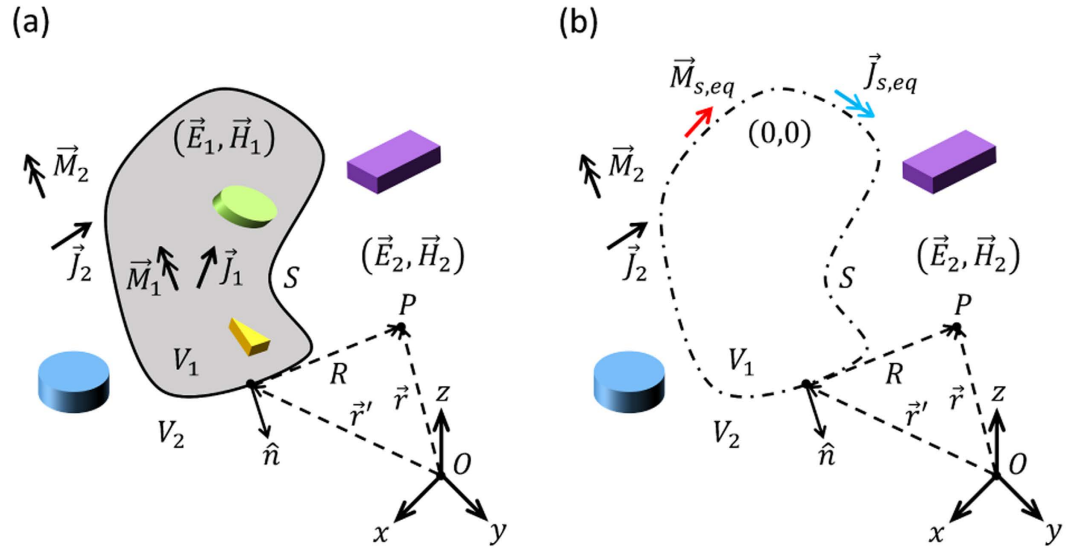 (a)
(E⃗₁, H⃗₁)
M⃗₂
J⃗₂
M⃗₁
J⃗₁
S
(E⃗₂, H⃗₂)
P
V₁
R
r⃗
z
V₂
r⃗′
n̂
O
x
y
(b)
M⃗ₛ,ₑq
J⃗ₛ,ₑq
(0,0)
M⃗₂
J⃗₂
S
(E⃗₂, H⃗₂)
P
V₁
R
r⃗
z
V₂
r⃗′
n̂
O
x
y